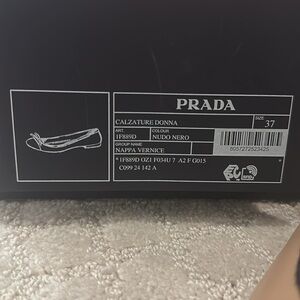 PRADA
CALZATURE DONNA
SIZE
37
ART.
COLOUR
1F889D
NUDO NERO
GROUP NAME
NAPPA VERNICE
8057272523425
*1F889D OZ1 F034U 7 A2 F G015
C099 24 142 A